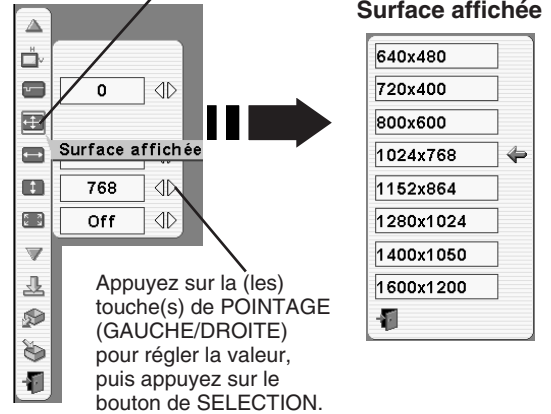 Surface affichée
H
V
0
Surface affichée
768
Off
Appuyez sur la (les)
touche(s) de POINTAGE
(GAUCHE/DROITE)
pour régler la valeur,
puis appuyez sur le
bouton de SELECTION.
640x480
720x400
800x600
1024x768
1152x864
1280x1024
1400x1050
1600x1200